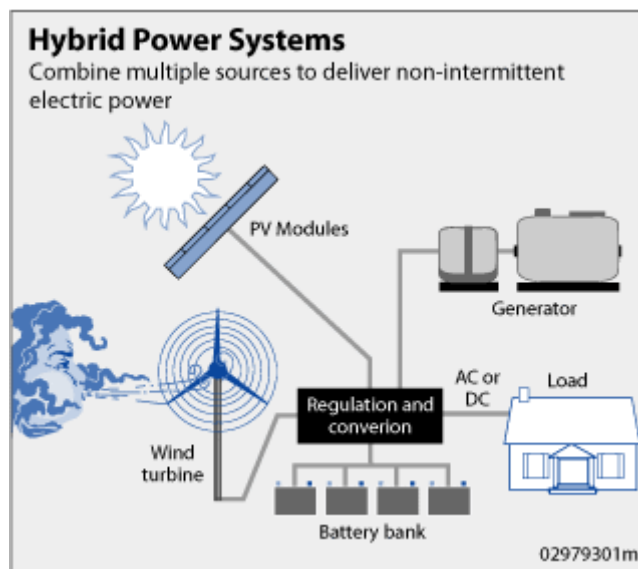 Hybrid Power Systems
Combine multiple sources to deliver non-intermittent
electric power
PV Modules
Generator
AC or
DC
Load
Regulation and
converion
Wind
turbine
Battery bank
02979301m